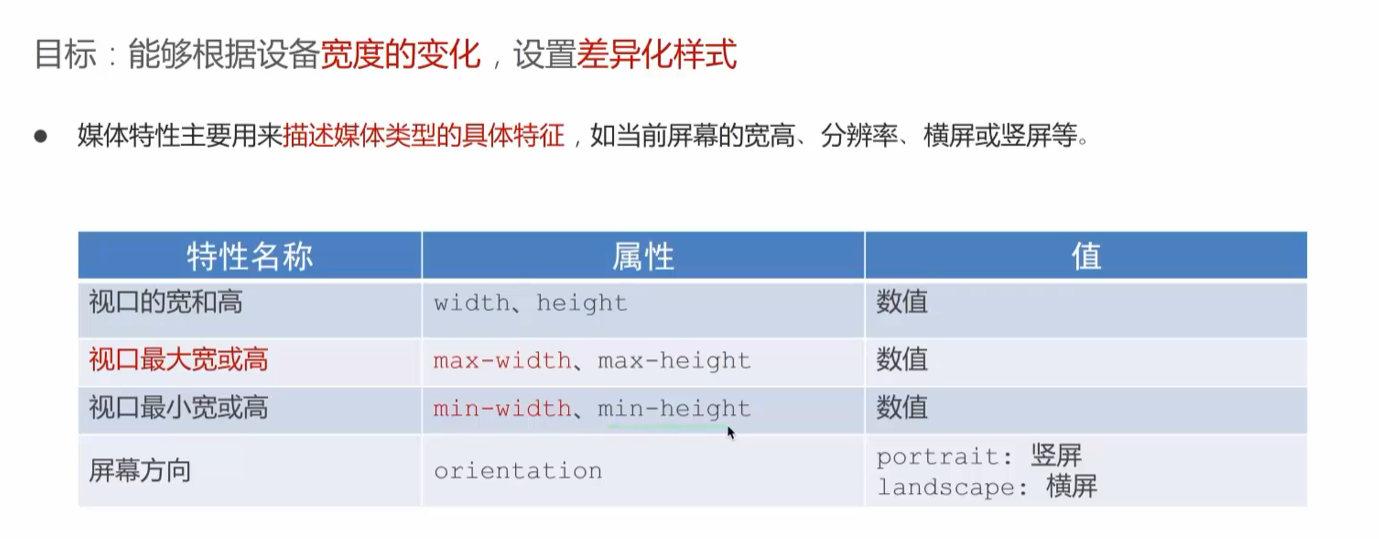 目标：能够根据设备宽度的变化，设置差异化样式
● 媒体特性主要用来描述媒体类型的具体特征，如当前屏幕的宽高、分辨率、横屏或竖屏等。
特性名称 属性 值
视口的宽和高 width、height 数值
视口最大宽或高 max-width、max-height 数值
视口最小宽或高 min-width、min-height 数值
屏幕方向 orientation portrait: 竖屏
landscape: 横屏